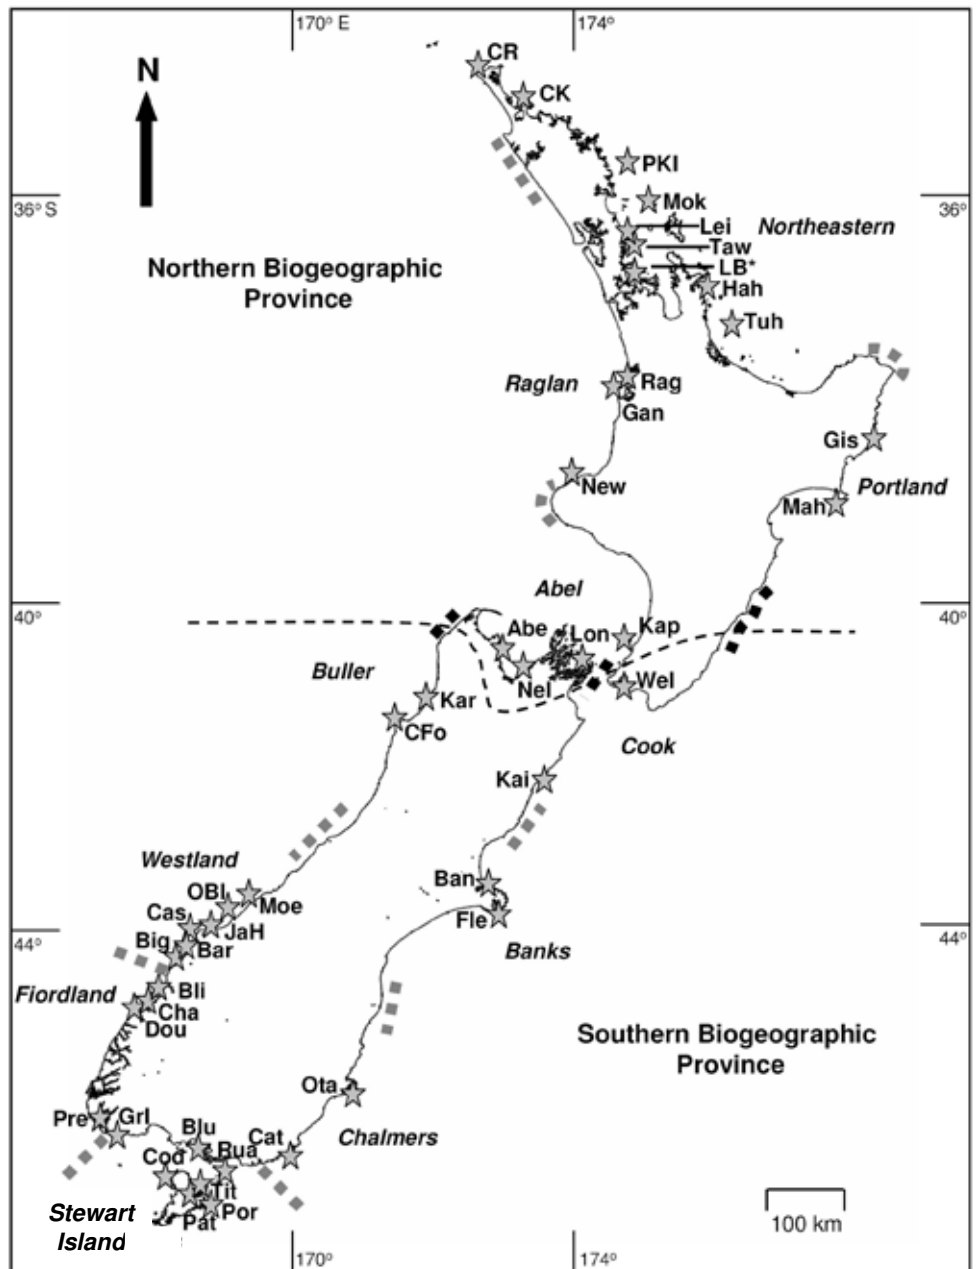 170° E
174°
CR
N
CK
PKI
36° S
36°
Mok
Lei
Northeastern
Taw
Northern Biogeographic
Province
LB*
Hah
Tuh
Raglan
Rag
Gan
Gis
New
Portland
Mah
Abel
40°
40°
Abe
Lon
Kap
Buller
Nel
Wel
Kar
CFo
Cook
Kai
Westland
Ban
OBI
Moe
Cas
JaH
Fle
Big
Bar
44°
44°
Banks
Fiordland
Bli
Cha
Dou
Southern Biogeographic
Province
Ota
Pre
GrI
Blu
Cat
Chalmers
Rua
Cod
Tit
Stewart
Island
Por
Pat
100 km
170°
174°